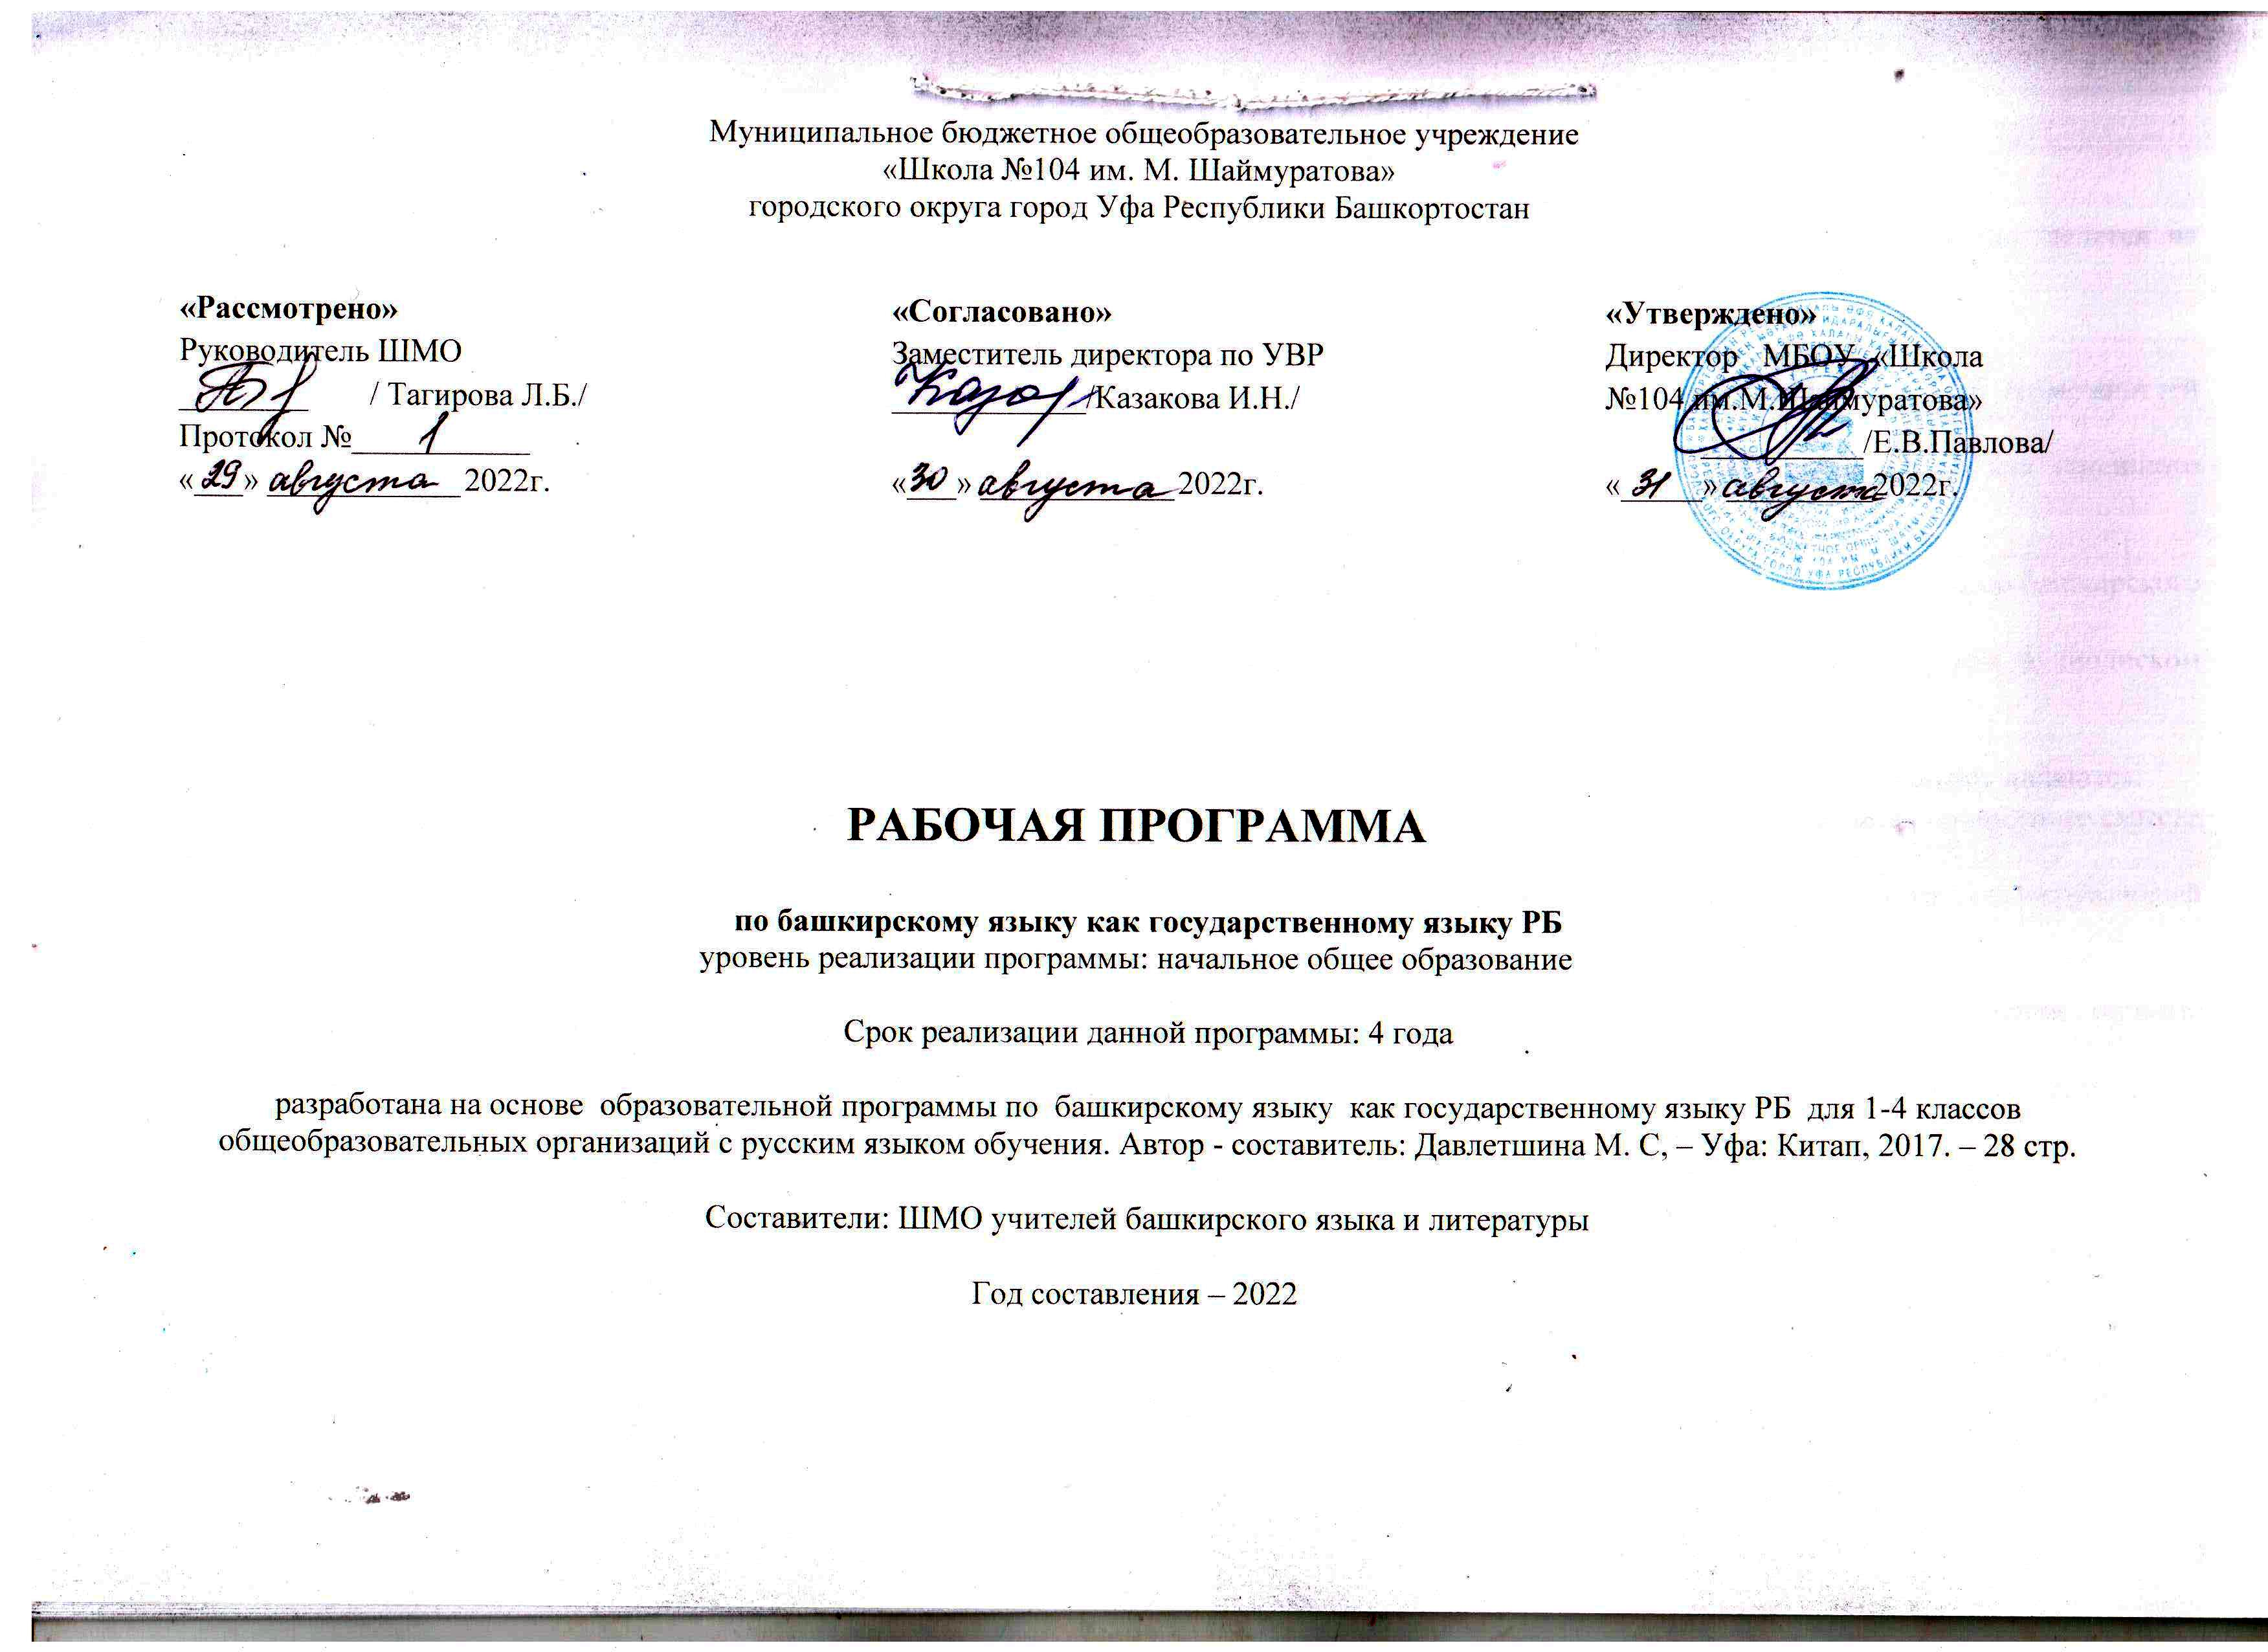 Муниципальное бюджетное общеобразовательное учреждение
«Школа №104 им. М. Шаймуратова»
городского округа город Уфа Республики Башкортостан
«Рассмотрено»
Руководитель ШМО
/ Тагирова Л.Б./
Протокол № 1
«29» августа 2022г.
«Согласовано»
Заместитель директора по УВР
/Казакова И.Н./
«30» августа 2022г.
«Утверждено»
Директор МБОУ «Школа
№104 им.М.Шаймуратова»
/Е.В.Павлова/
«31» августа 2022г.
РАБОЧАЯ ПРОГРАММА
по башкирскому языку как государственному языку РБ
уровень реализации программы: начальное общее образование
Срок реализации данной программы: 4 года
разработана на основе образовательной программы по башкирскому языку как государственному языку РБ для 1-4 классов
общеобразовательных организаций с русским языком обучения. Автор - составитель: Давлетшина М. С, – Уфа: Китап, 2017. – 28 стр.
Составители: ШМО учителей башкирского языка и литературы
Год составления – 2022